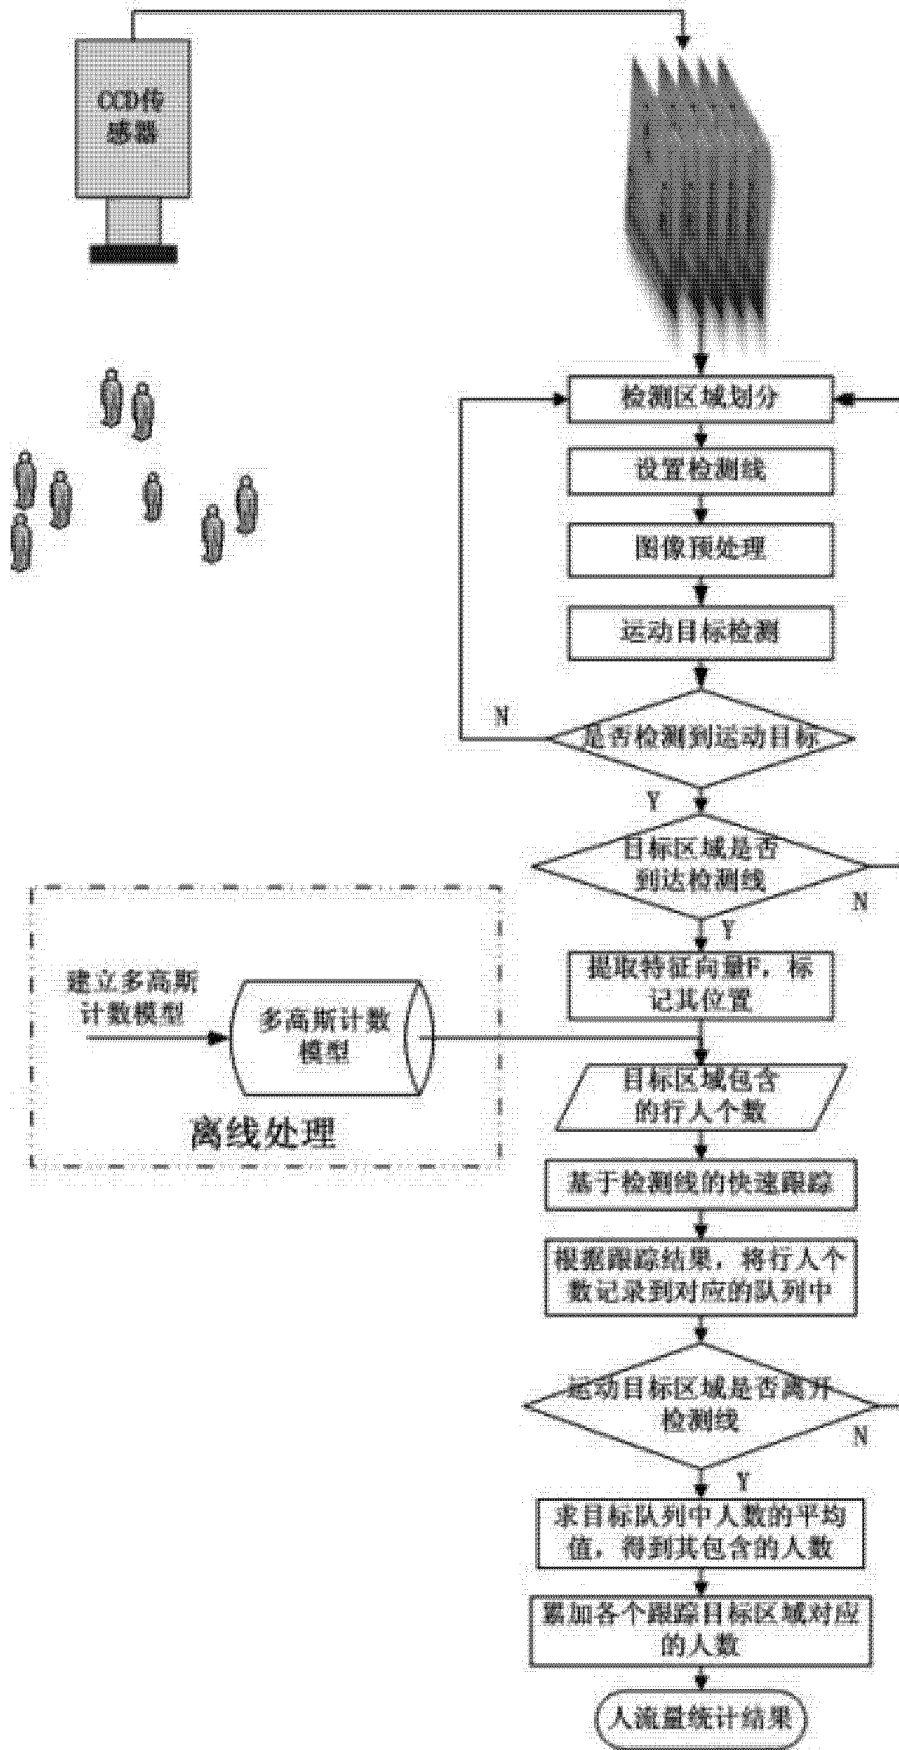 CCD传
感器
检测区域划分
设置检测线
图像预处理
运动目标检测
N
是否检测到运动目标
Y
目标区域是否
到达检测线
N
Y
提取特征向量F，标
记其位置
建立多高斯
计数模型
多高斯计数
模型
离线处理
目标区域包含
的行人个数
基于检测线的快速跟踪
根据跟踪结果，将行人个
数记录到对应的队列中
运动目标区域是否离开
检测线
N
Y
求目标队列中人数的平均
值，得到其包含的人数
累加各个跟踪目标区域对应
的人数
人流量统计结果